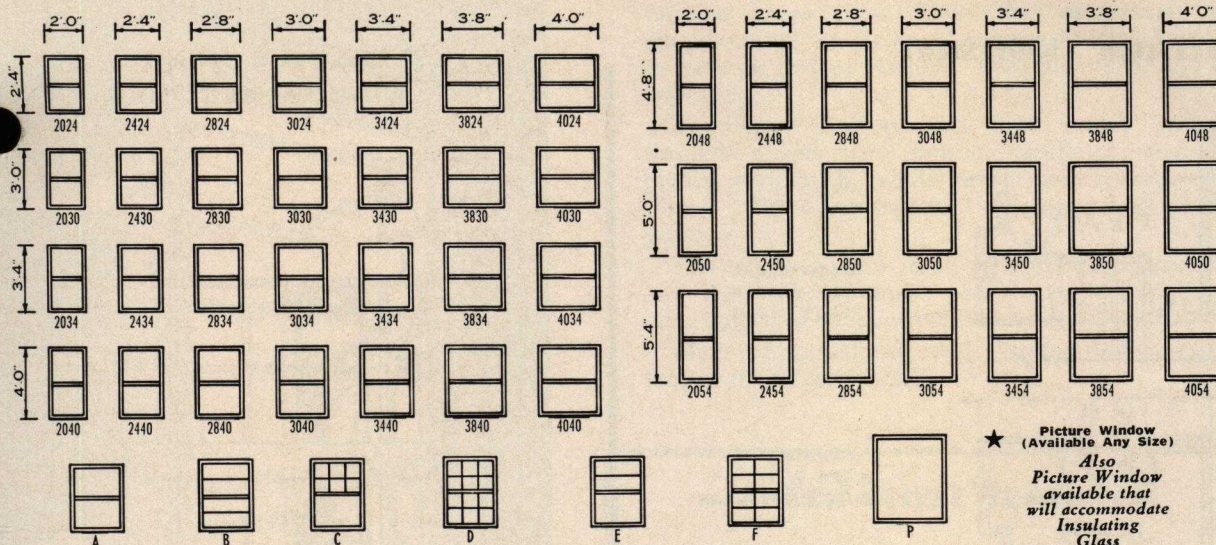 2'.0" 2'.4" 2'.8" 3'.0" 3'.4" 3'.8" 4'.0"
2'.4"
2024 2424 2824 3024 3424 3824 4024
3'.0"
2030 2430 2830 3030 3430 3830 4030
3'.4"
2034 2434 2834 3034 3434 3834 4034
4'.0"
2040 2440 2840 3040 3440 3840 4040
2'.0" 2'.4" 2'.8" 3'.0" 3'.4" 3'.8" 4'.0"
4'.8"
2048 2448 2848 3048 3448 3848 4048
5'.0"
2050 2450 2850 3050 3450 3850 4050
5'.4"
2054 2454 2854 3054 3454 3854 4054
A B C D E F P
★ Picture Window
(Available Any Size)
Also
Picture Window
available that
will accommodate
Insulating
Glass